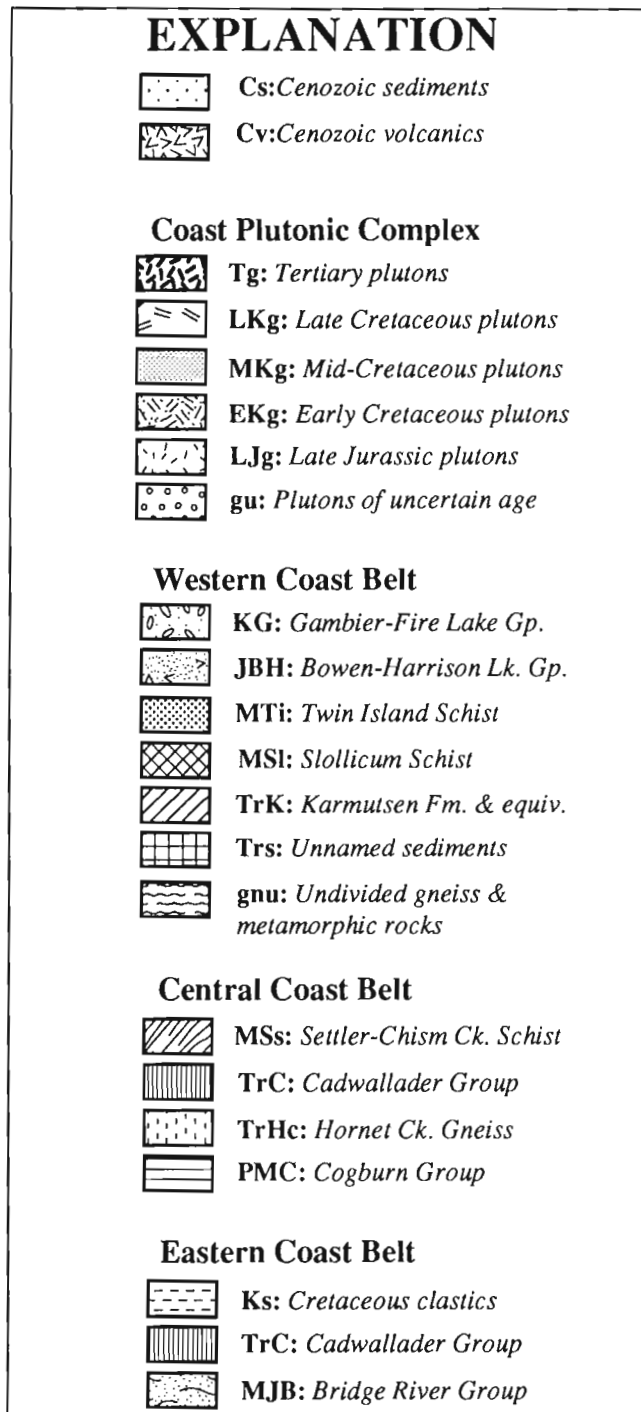 EXPLANATION
Cs:Cenozoic sediments
Cv:Cenozoic volcanics
Coast Plutonic Complex
Tg: Tertiary plutons
LKg: Late Cretaceous plutons
MKg: Mid-Cretaceous plutons
EKg: Early Cretaceous plutons
LJg: Late Jurassic plutons
gu: Plutons of uncertain age
Western Coast Belt
KG: Gambier-Fire Lake Gp.
JBH: Bowen-Harrison Lk. Gp.
MTi: Twin Island Schist
MSl: Slollicum Schist
TrK: Karmutsen Fm. & equiv.
Trs: Unnamed sediments
gnu: Undivided gneiss &
metamorphic rocks
Central Coast Belt
MSs: Settler-Chism Ck. Schist
TrC: Cadwallader Group
TrHc: Hornet Ck. Gneiss
PMC: Cogburn Group
Eastern Coast Belt
Ks: Cretaceous clastics
TrC: Cadwallader Group
MJB: Bridge River Group